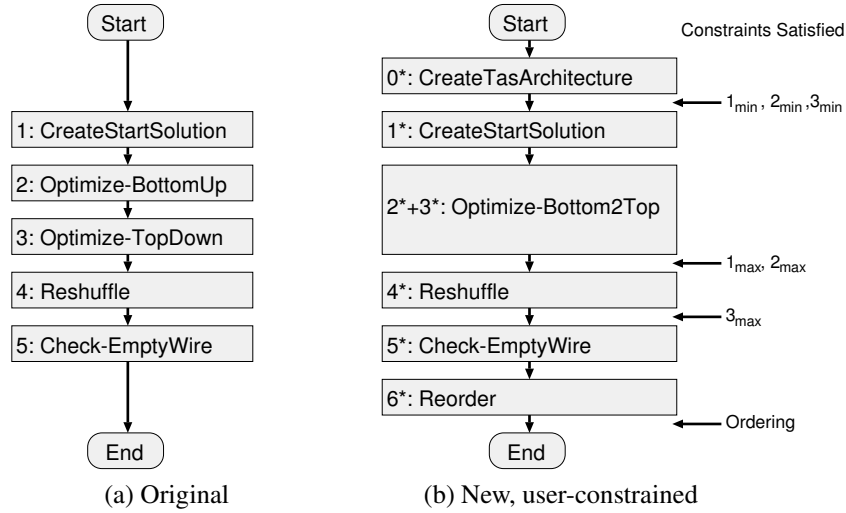 Start
1: CreateStartSolution
2: Optimize-BottomUp
3: Optimize-TopDown
4: Reshuffle
5: Check-EmptyWire
End
(a) Original
Start
Constraints Satisfied
0*: CreateTasArchitecture
1min, 2min ,3min
1*: CreateStartSolution
2*+3*: Optimize-Bottom2Top
1max, 2max
4*: Reshuffle
3max
5*: Check-EmptyWire
6*: Reorder
Ordering
End
(b) New, user-constrained